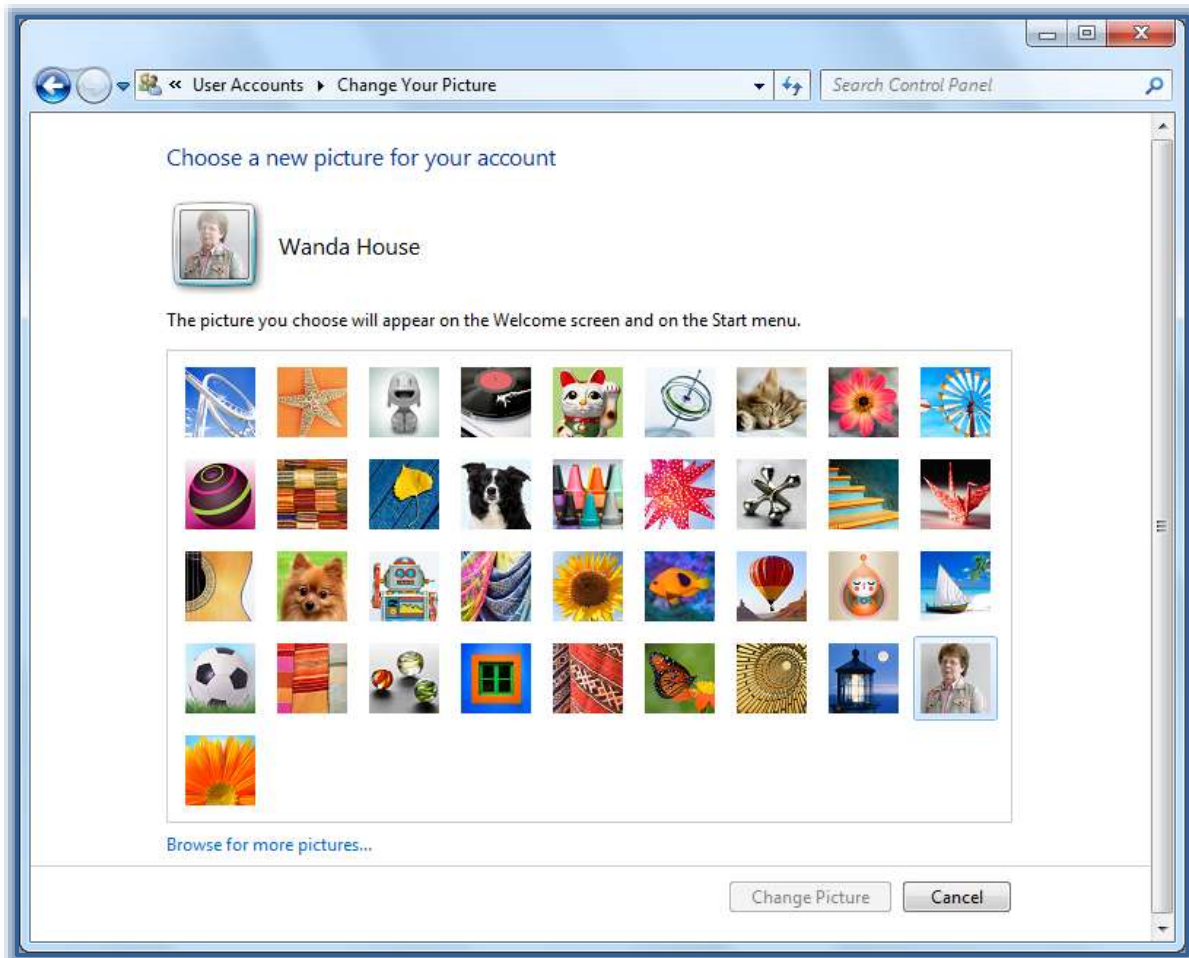 « User Accounts ▸ Change Your Picture
Search Control Panel
Choose a new picture for your account
Wanda House
The picture you choose will appear on the Welcome screen and on the Start menu.
Browse for more pictures...
Change Picture
Cancel